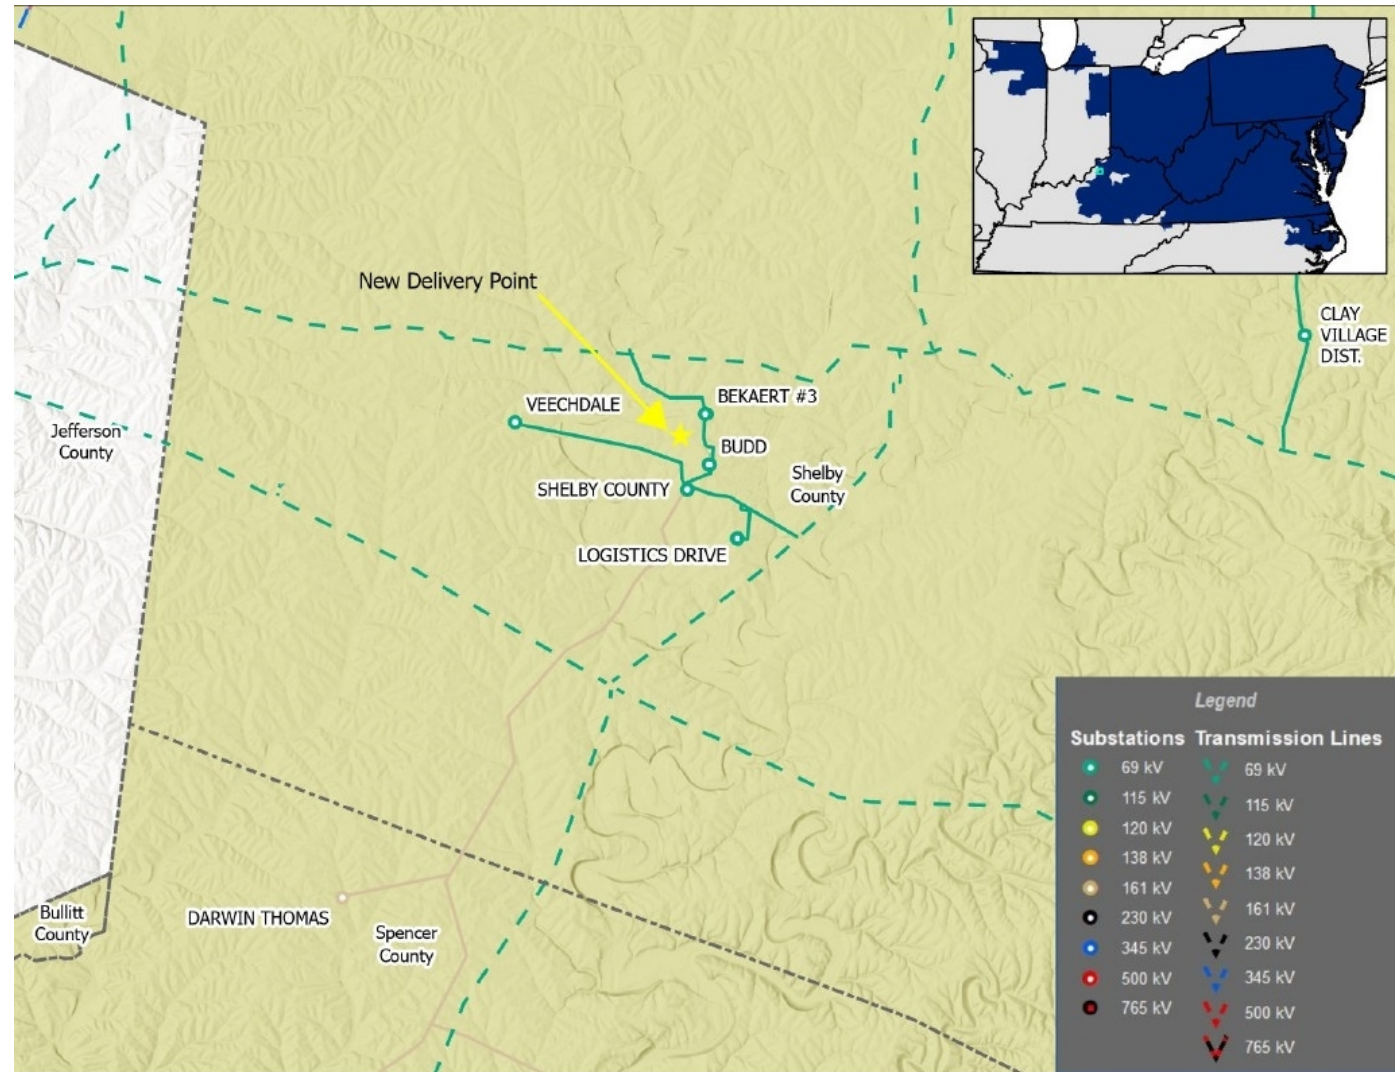 New Delivery Point
CLAY
VILLAGE
DIST.
VEECHDALE
BEKAERT #3
Jefferson
County
BUDD
Shelby
County
SHELBY COUNTY
LOGISTICS DRIVE
Bullitt
County
DARWIN THOMAS
Spencer
County
Legend
Substations Transmission Lines
69 kV 69 kV
115 kV 115 kV
120 kV 120 kV
138 kV 138 kV
161 kV 161 kV
230 kV 230 kV
345 kV 345 kV
500 kV 500 kV
765 kV 765 kV